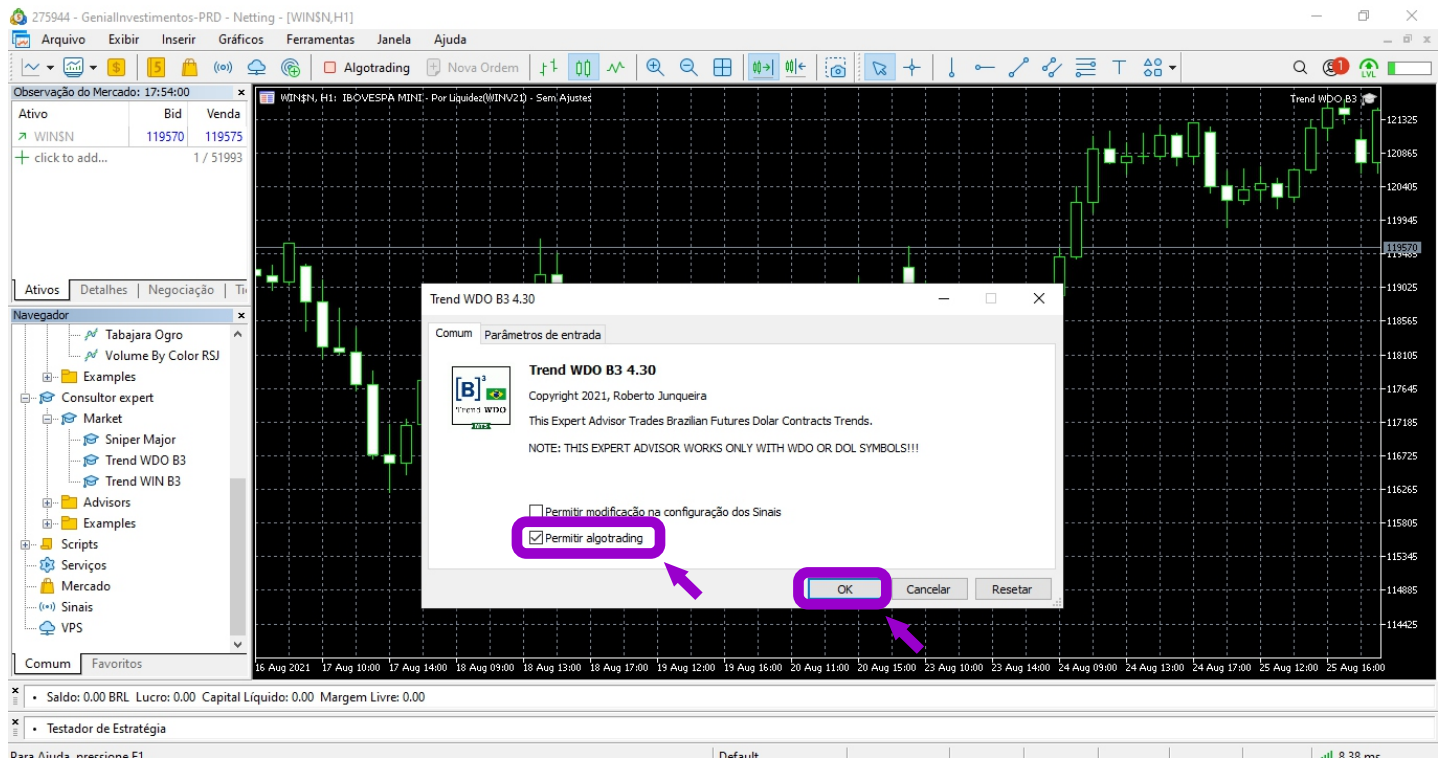 275944 - GenialInvestimentos-PRD - Netting - [WIN$N,H1]
Arquivo Exibir Inserir Gráficos Ferramentas Janela Ajuda
Algotrading Nova Ordem
LVL
Observação do Mercado: 17:54:00
Ativo Bid Venda
WIN$N 119570 119575
click to add... 1 / 51993
Ativos Detalhes Negociação
Navegador
Tabajara Ogro
Volume By Color RSJ
Examples
Consultor expert
Market
Sniper Major
Trend WDO B3
Trend WIN B3
Advisors
Examples
Scripts
Serviços
Mercado
Sinais
VPS
Comum Favoritos
WIN$N, H1: IBOVESPA MINI - Por Liquidez(WINV21) - Sem Ajustes
Trend WDO B3
121325
120865
120405
119945
119570
119485
119025
118565
118105
117645
117185
116725
116265
115805
115345
114885
114425
16 Aug 2021 17 Aug 10:00 17 Aug 14:00 18 Aug 09:00 18 Aug 13:00 18 Aug 17:00 19 Aug 12:00 19 Aug 16:00 20 Aug 11:00 20 Aug 15:00 23 Aug 10:00 23 Aug 14:00 24 Aug 09:00 24 Aug 13:00 24 Aug 17:00 25 Aug 12:00 25 Aug 16:00
Trend WDO B3 4.30
Comum Parâmetros de entrada
[B]³
Trend WDO
MT5
Trend WDO B3 4.30
Copyright 2021, Roberto Junqueira
This Expert Advisor Trades Brazilian Futures Dolar Contracts Trends.
NOTE: THIS EXPERT ADVISOR WORKS ONLY WITH WDO OR DOL SYMBOLS!!!
Permitir modificação na configuração dos Sinais
Permitir algotrading
OK Cancelar Resetar
Saldo: 0.00 BRL Lucro: 0.00 Capital Líquido: 0.00 Margem Livre: 0.00
Testador de Estratégia
Para Ajuda, pressione F1
Default
8.38 ms